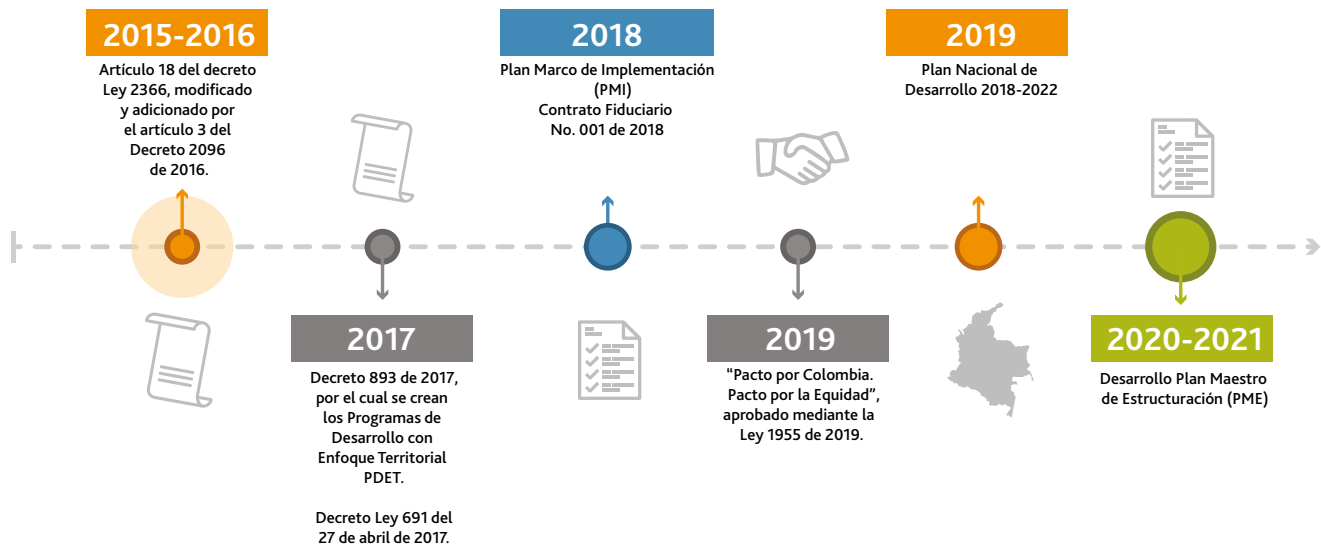 2015-2016
Artículo 18 del decreto
Ley 2366, modificado
y adicionado por
el artículo 3 del
Decreto 2096
de 2016.
2017
Decreto 893 de 2017,
por el cual se crean
los Programas de
Desarrollo con
Enfoque Territorial
PDET.
Decreto Ley 691 del
27 de abril de 2017.
2018
Plan Marco de Implementación
(PMI)
Contrato Fiduciario
No. 001 de 2018
2019
"Pacto por Colombia.
Pacto por la Equidad”,
aprobado mediante la
Ley 1955 de 2019.
2019
Plan Nacional de
Desarrollo 2018-2022
2020-2021
Desarrollo Plan Maestro
de Estructuración (PME)